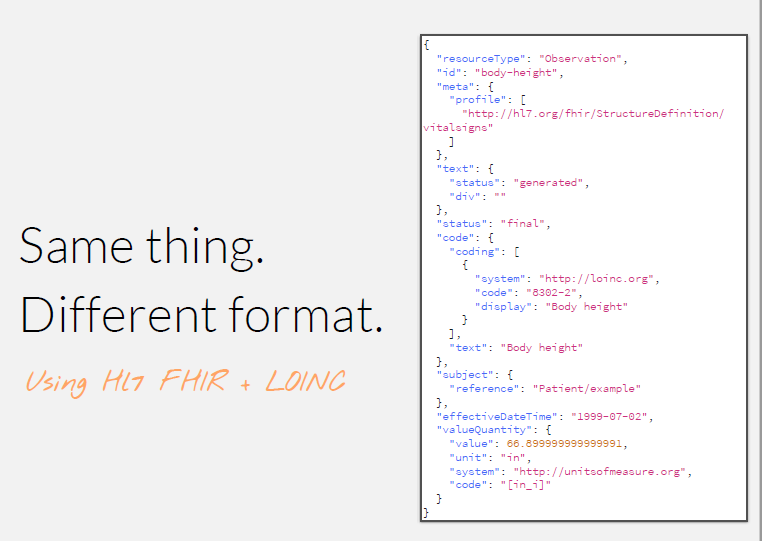 Same thing.
Different format.
Using Hl7 FHIR + LOINC
{
  "resourceType": "Observation",
  "id": "body-height",
  "meta": {
    "profile": [
      "http://hl7.org/fhir/StructureDefinition/
vitalsigns"
    ]
  },
  "text": {
    "status": "generated",
    "div": ""
  },
  "status": "final",
  "code": {
    "coding": [
      {
        "system": "http://loinc.org",
        "code": "8302-2",
        "display": "Body height"
      }
    ],
    "text": "Body height"
  },
  "subject": {
    "reference": "Patient/example"
  },
  "effectiveDateTime": "1999-07-02",
  "valueQuantity": {
    "value": 66.899999999999991,
    "unit": "in",
    "system": "http://unitsofmeasure.org",
    "code": "[in_i]"
  }
}